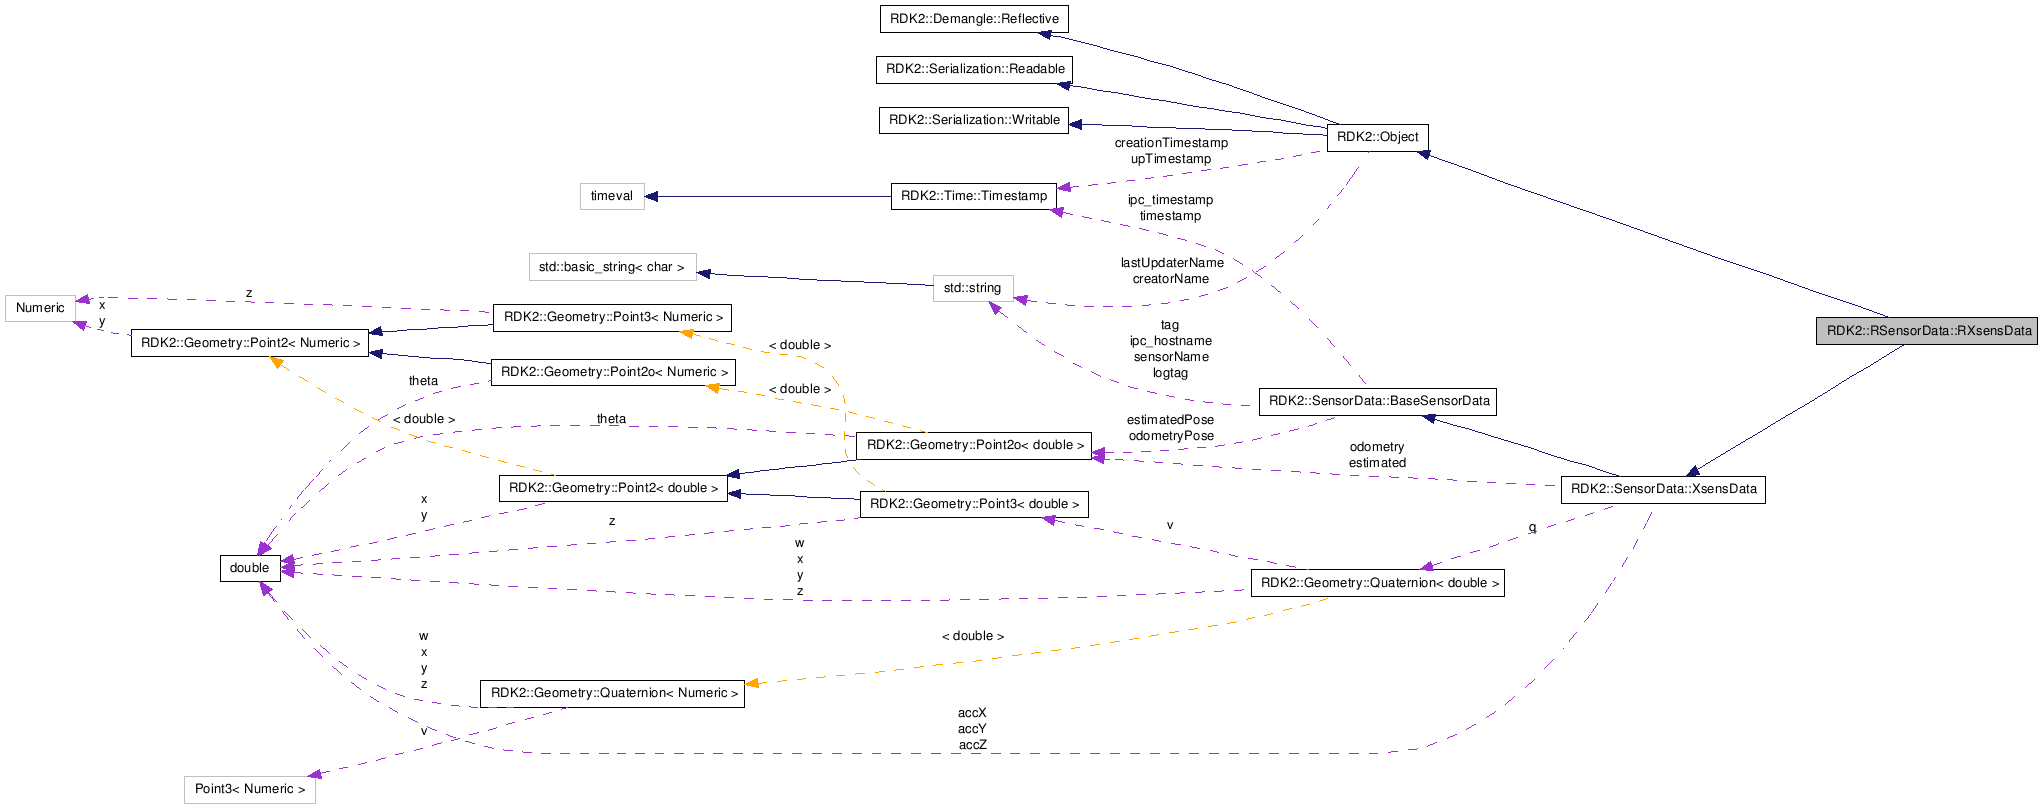 RDK2::Demangle::Reflective
RDK2::Serialization::Readable
RDK2::Serialization::Writable
RDK2::Object
creationTimestamp
upTimestamp
timeval
RDK2::Time::Timestamp
ipc_timestamp
timestamp
std::basic_string< char >
std::string
lastUpdaterName
creatorName
Numeric
z
x
y
RDK2::Geometry::Point3< Numeric >
RDK2::Geometry::Point2< Numeric >
RDK2::Geometry::Point2o< Numeric >
< double >
< double >
tag
ipc_hostname
sensorName
logtag
RDK2::RSensorData::RXsensData
theta
< double >
theta
RDK2::SensorData::BaseSensorData
estimatedPose
odometryPose
RDK2::Geometry::Point2o< double >
odometry
estimated
RDK2::Geometry::Point2< double >
RDK2::Geometry::Point3< double >
RDK2::SensorData::XsensData
x
y
z
v
q
w
x
y
z
double
RDK2::Geometry::Quaternion< double >
< double >
w
x
y
z
RDK2::Geometry::Quaternion< Numeric >
accX
accY
accZ
v
Point3< Numeric >